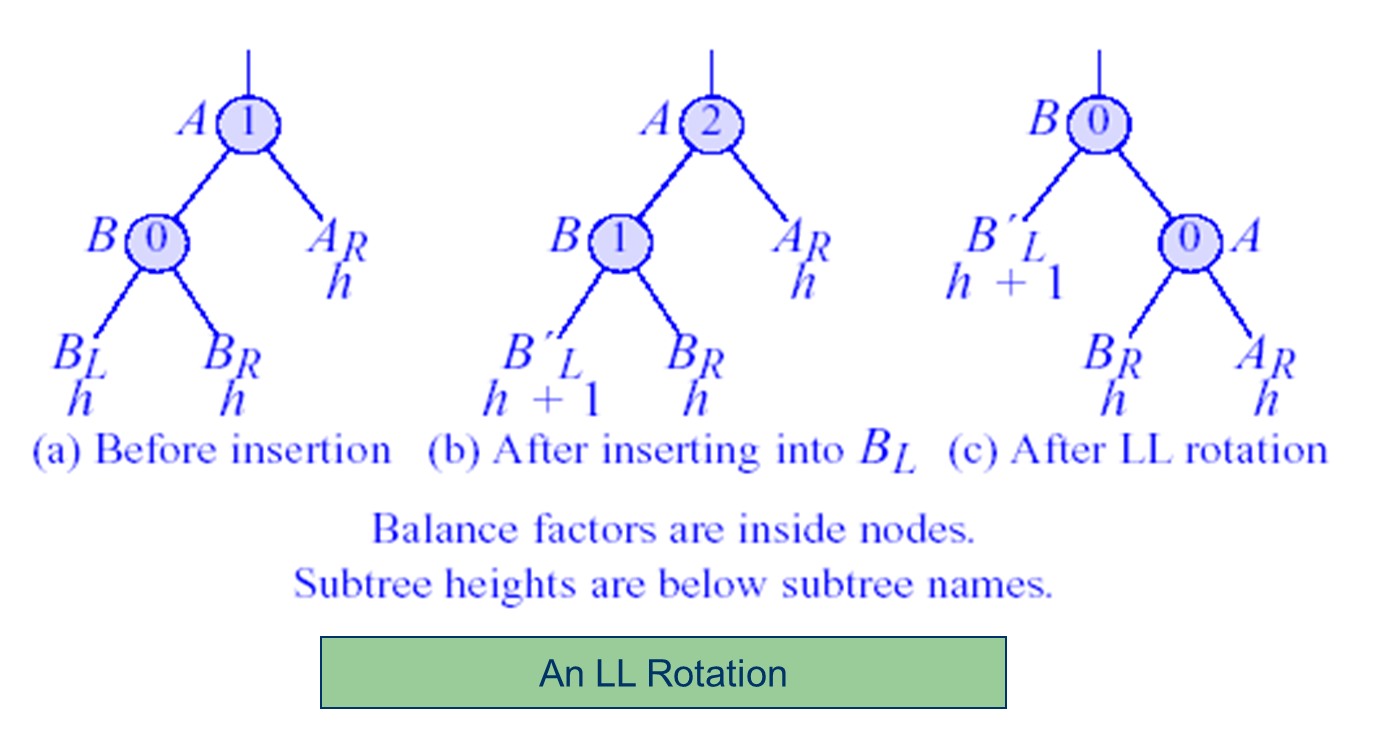 A 1
B 0
A_R
h
B_L
h
B_R
h
(a) Before insertion
A 2
B 1
A_R
h
B´_L
h + 1
B_R
h
(b) After inserting into B_L
B 0
B´_L
h + 1
0 A
B_R
h
A_R
h
(c) After LL rotation
Balance factors are inside nodes.
Subtree heights are below subtree names.
An LL Rotation